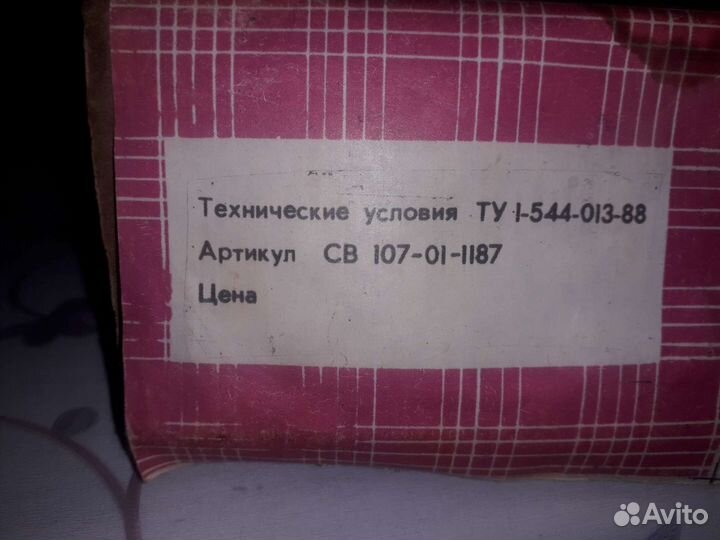 Технические условия ТУ 1-544-013-88
Артикул СВ 107-01-1187
Цена
Avito